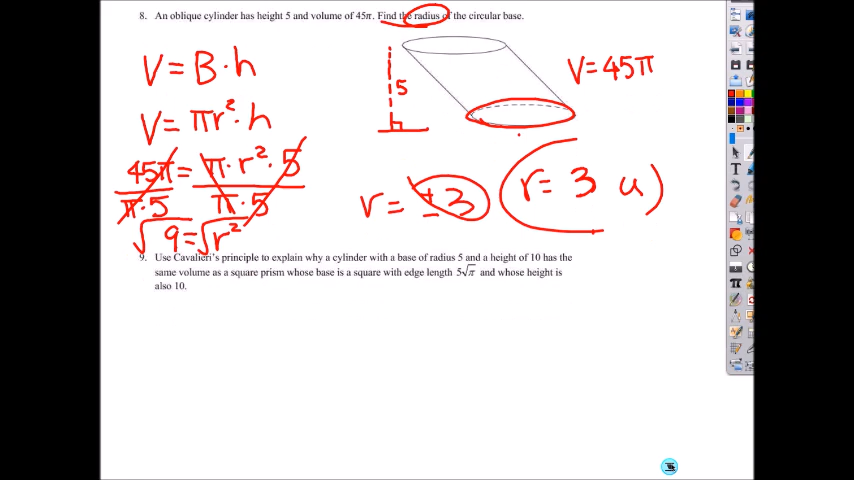 8. An oblique cylinder has height 5 and volume of 45π. Find the radius of the circular base.
V = B · h
5
V = 45π
V = πr² · h
45π = π · r² · 5
π · 5 π · 5
r = ±3
r = 3 u
√9 = √r²
9. Use Cavalieri's principle to explain why a cylinder with a base of radius 5 and a height of 10 has the
same volume as a square prism whose base is a square with edge length 5√π and whose height is
also 10.